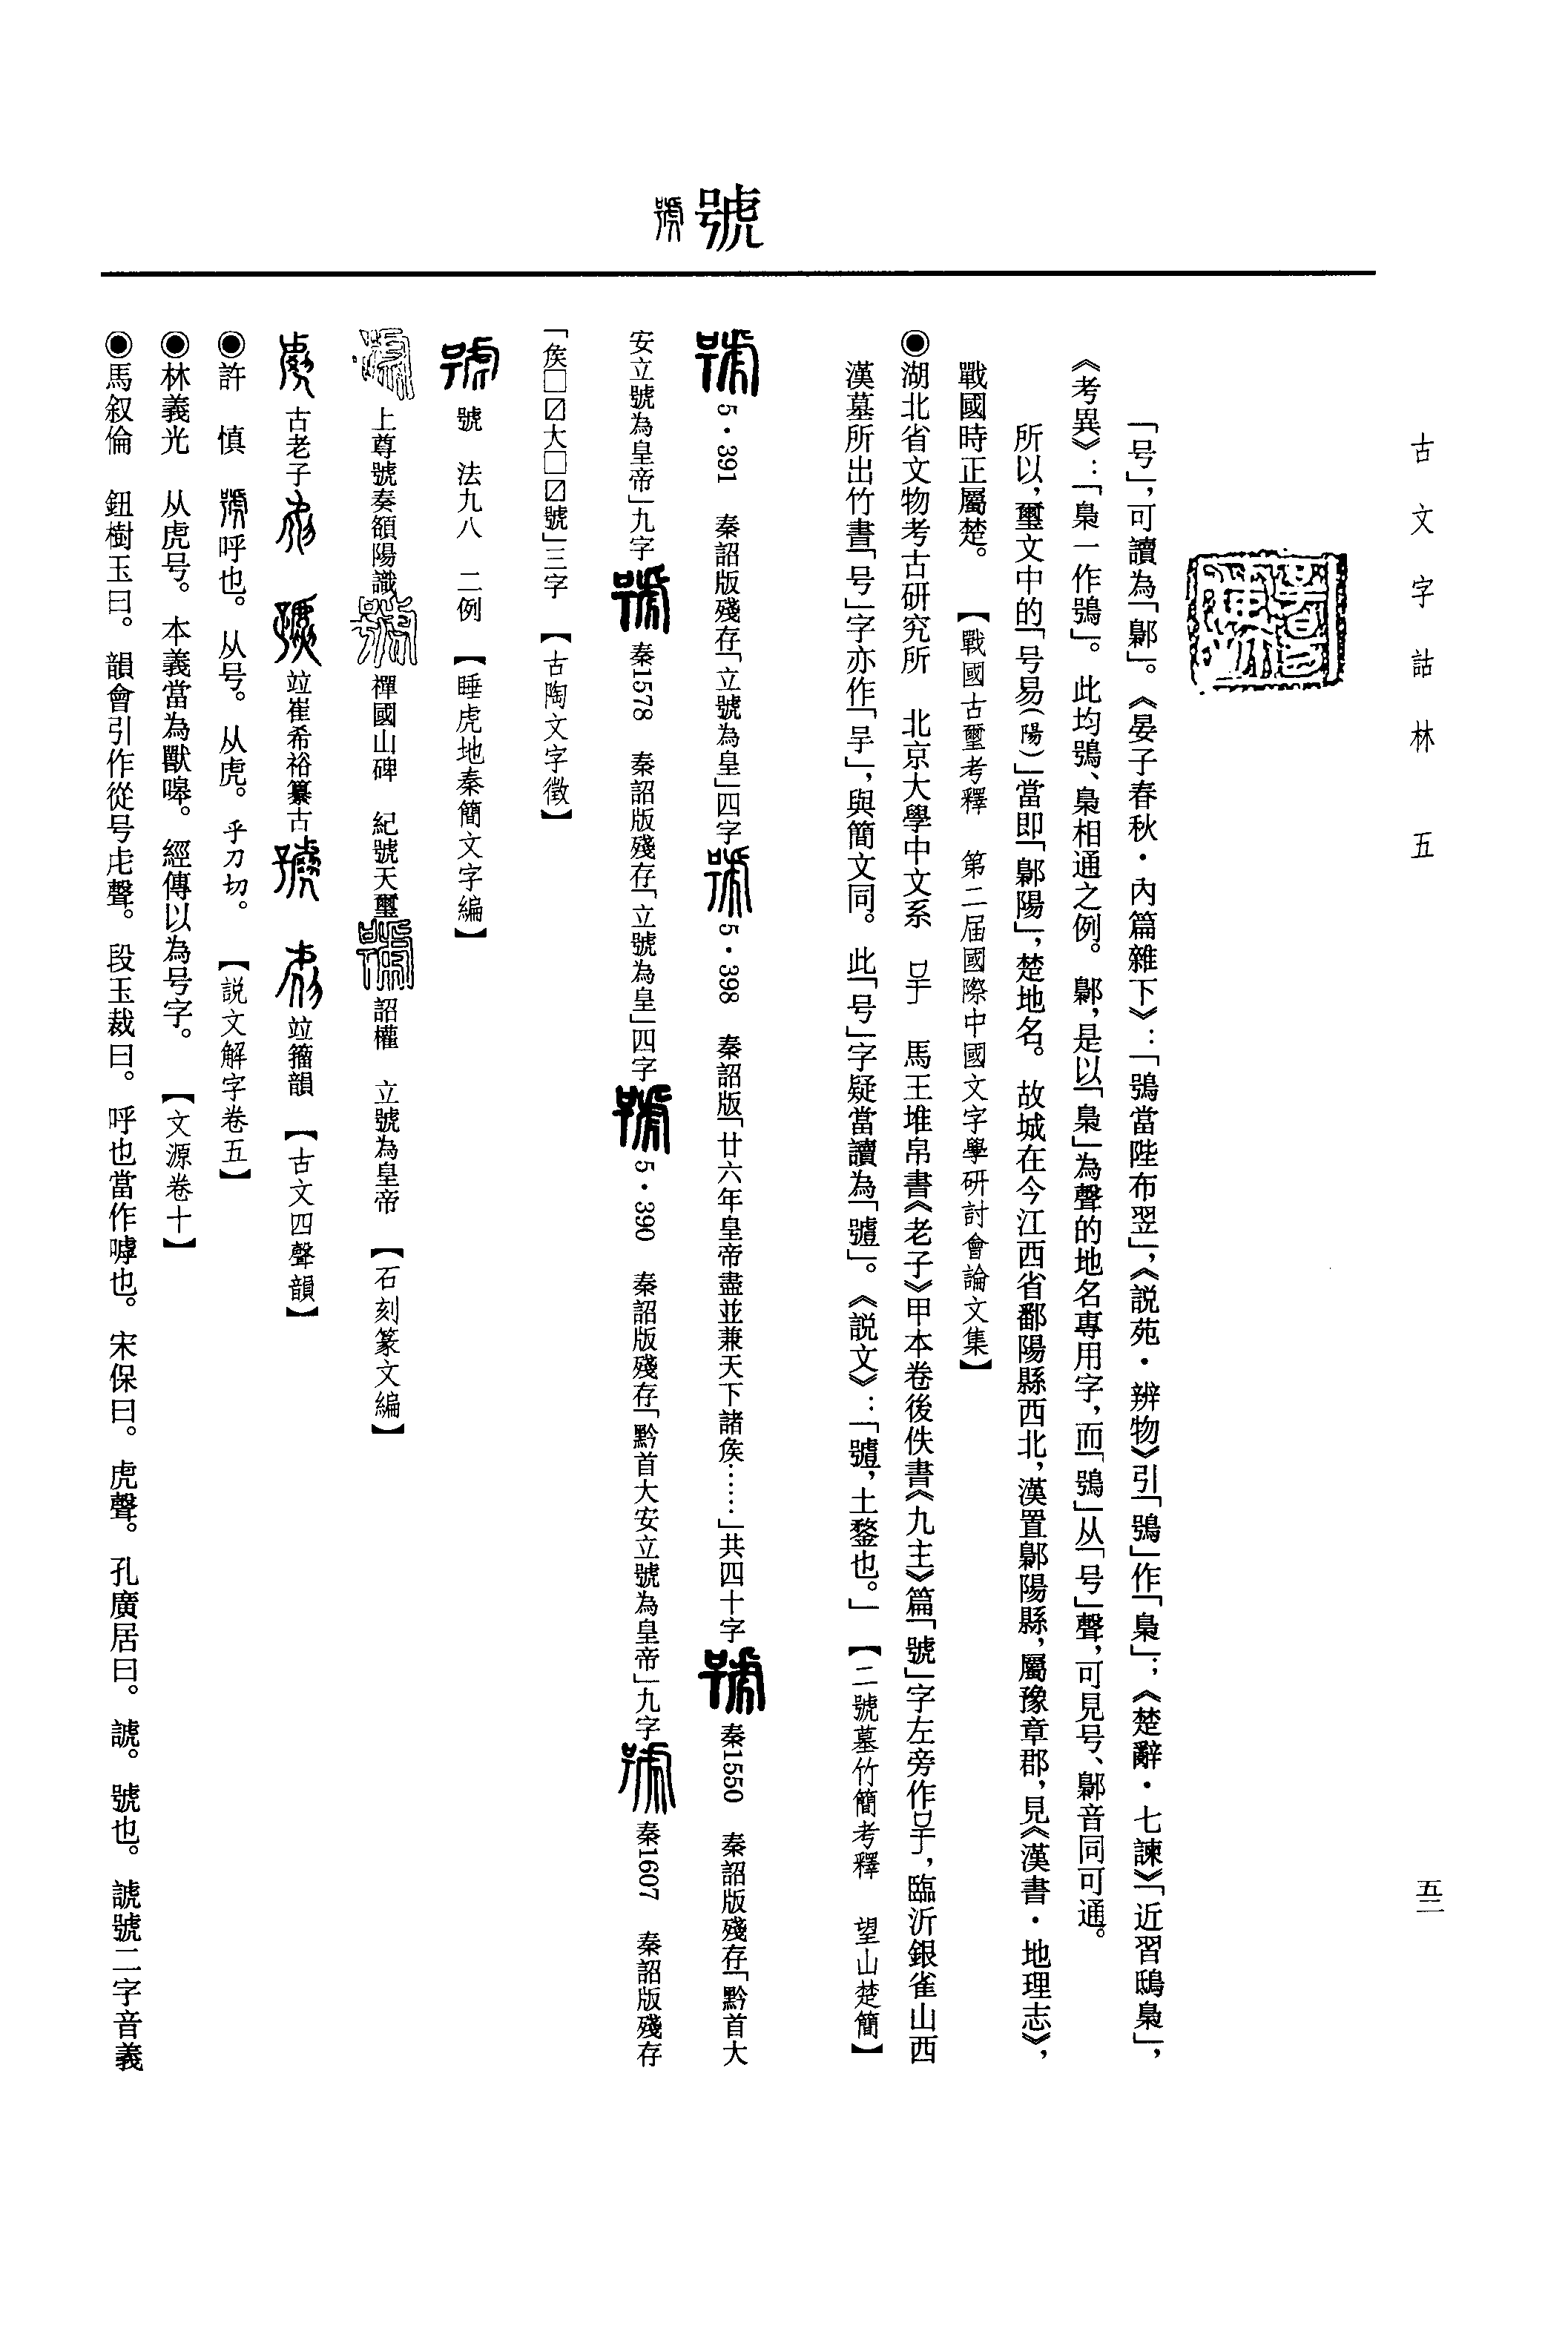 古文字詁林　五
五二
「号」，可讀為「鄡」。《晏子春秋·內篇雜下》：「鴞當陛布翌」，《說苑·辨物》引「鴞」作「梟」；《楚辭·七諫》「近習鴟梟」，
《考異》：「梟一作鴞」。此均鴞、梟相通之例。鄡，是以「梟」為聲的地名專用字，而「鴞」从「号」聲，可見号、鄡音同可通。
所以，璽文中的「号昜（陽）」當即「鄡陽」，楚地名。故城在今江西省鄱陽縣西北，漢置鄡陽縣，屬豫章郡，見《漢書·地理志》，
戰國時正屬楚。　【戰國古璽考釋　第二届國際中國文字學研討會論文集】
◉湖北省文物考古研究所　北京大學中文系　　馬王堆帛書《老子》甲本卷後佚書《九主》篇「號」字左旁作，臨沂銀雀山西
漢墓所出竹書「号」字亦作「」，與簡文同。此「号」字疑當讀為「」。《說文》：「，土鍪也。」　【二號墓竹簡考釋　望山楚簡】
號
5·391　秦詔版殘存「立號為皇」四字　5·398　秦詔版「廿六年皇帝盡並兼天下諸矦……」共四十字　秦1550　秦詔版殘存「黔首大
安立號為皇帝」九字　秦1578　秦詔版殘存「立號為皇」四字　5·390　秦詔版殘存「黔首大安立號為皇帝」九字　秦1607　秦詔版殘存
「矦□〼大□〼號」三字　【古陶文字徵】
號　法九八　二例　【睡虎地秦簡文字編】
上尊號奏額陽識　禪國山碑　紀號天璽　詔權　立號為皇帝　【石刻篆文編】
古老子　竝崔希裕纂古　竝籀韻　【古文四聲韻】
◉許　慎　呼也。从号。从虎。乎刀切。　【說文解字卷五】
◉林義光　从虎号。本義當為獸嗥。經傳以為号字。　【文源卷十】
◉馬叙倫　鈕樹玉曰。韻會引作從号虍聲。段玉裁曰。呼也當作嘑也。宋保曰。虎聲。孔廣居曰。諕。號也。諕號二字音義